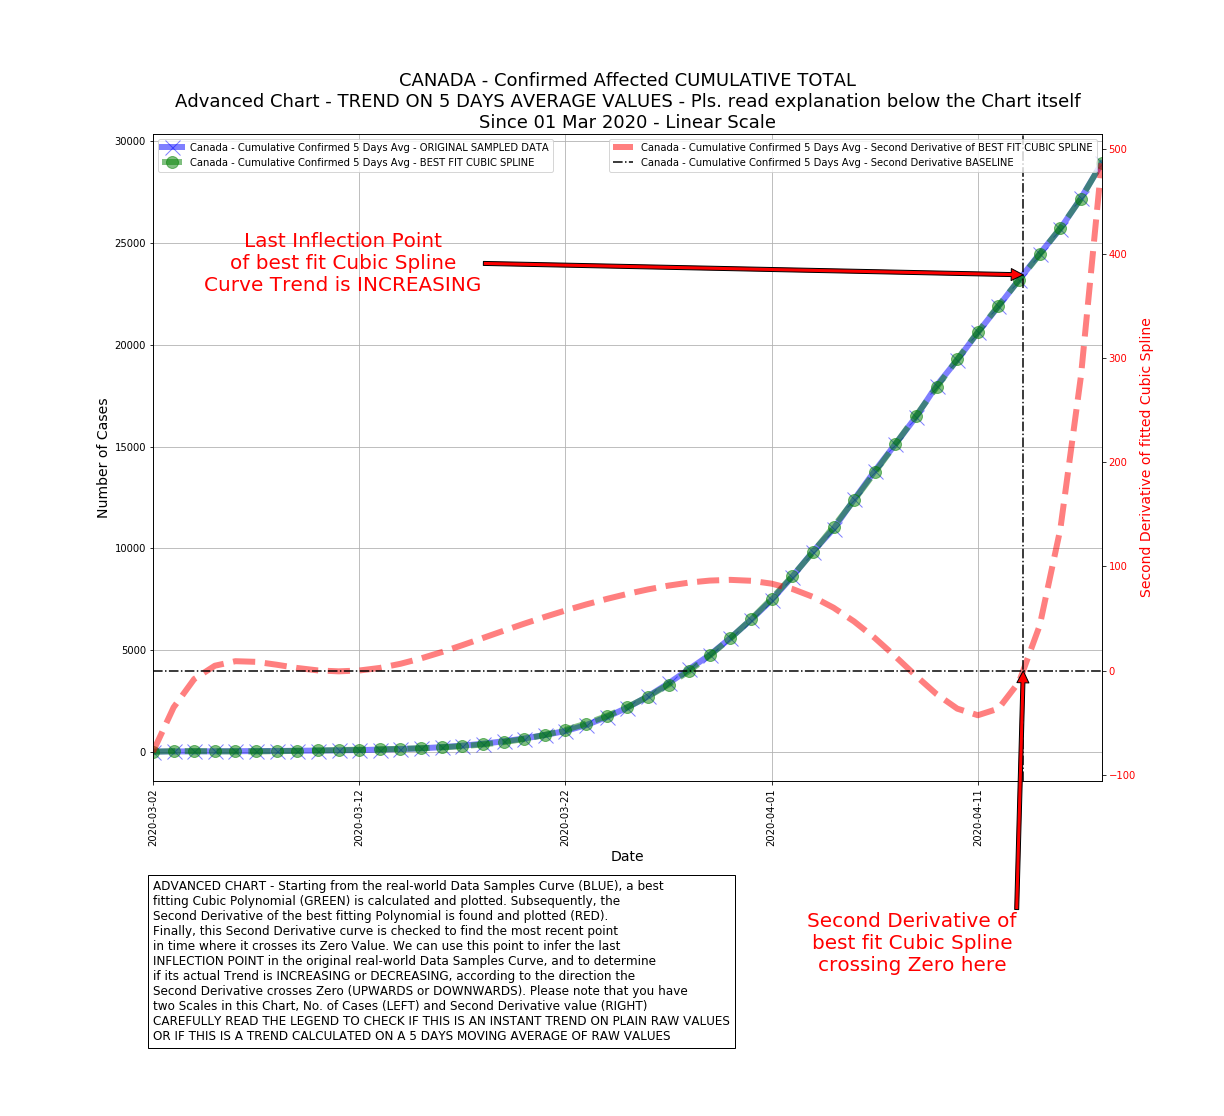 CANADA - Confirmed Affected CUMULATIVE TOTAL
Advanced Chart - TREND ON 5 DAYS AVERAGE VALUES - Pls. read explanation below the Chart itself
Since 01 Mar 2020 - Linear Scale
Canada - Cumulative Confirmed 5 Days Avg - ORIGINAL SAMPLED DATA
Canada - Cumulative Confirmed 5 Days Avg - BEST FIT CUBIC SPLINE
Canada - Cumulative Confirmed 5 Days Avg - Second Derivative of BEST FIT CUBIC SPLINE
Canada - Cumulative Confirmed 5 Days Avg - Second Derivative BASELINE
Last Inflection Point
of best fit Cubic Spline
Curve Trend is INCREASING
Number of Cases
30000
25000
20000
15000
10000
5000
0
Second Derivative of fitted Cubic Spline
500
400
300
200
100
0
−100
2020-03-02
2020-03-12
2020-03-22
2020-04-01
2020-04-11
Date
ADVANCED CHART - Starting from the real-world Data Samples Curve (BLUE), a best
fitting Cubic Polynomial (GREEN) is calculated and plotted. Subsequently, the
Second Derivative of the best fitting Polynomial is found and plotted (RED).
Finally, this Second Derivative curve is checked to find the most recent point
in time where it crosses its Zero Value. We can use this point to infer the last
INFLECTION POINT in the original real-world Data Samples Curve, and to determine
if its actual Trend is INCREASING or DECREASING, according to the direction the
Second Derivative crosses Zero (UPWARDS or DOWNWARDS). Please note that you have
two Scales in this Chart, No. of Cases (LEFT) and Second Derivative value (RIGHT)
CAREFULLY READ THE LEGEND TO CHECK IF THIS IS AN INSTANT TREND ON PLAIN RAW VALUES
OR IF THIS IS A TREND CALCULATED ON A 5 DAYS MOVING AVERAGE OF RAW VALUES
Second Derivative of
best fit Cubic Spline
crossing Zero here